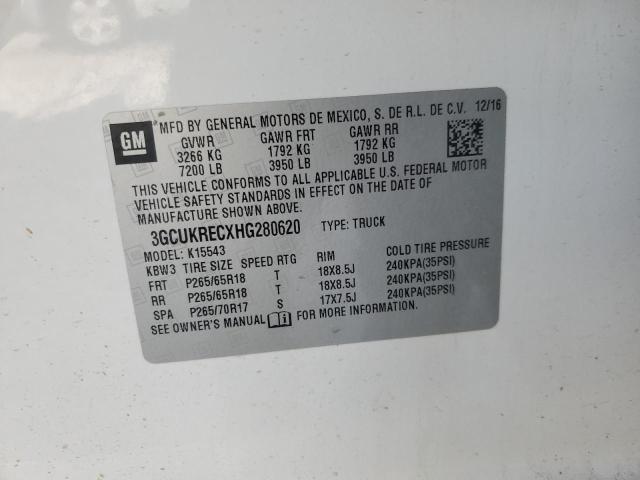 GM MFD BY GENERAL MOTORS DE MEXICO, S. DE R.L. DE C.V. 12/16
GVWR GAWR FRT GAWR RR
3266 KG 1792 KG 1792 KG
7200 LB 3950 LB 3950 LB
THIS VEHICLE CONFORMS TO ALL APPLICABLE U.S. FEDERAL MOTOR
VEHICLE SAFETY STANDARDS IN EFFECT ON THE DATE OF
MANUFACTURE SHOWN ABOVE.
3GCUKRECXHG280620 TYPE: TRUCK
MODEL: K15543
KBW3 TIRE SIZE SPEED RTG RIM COLD TIRE PRESSURE
FRT P265/65R18 T 18X8.5J 240KPA(35PSI)
RR P265/65R18 T 18X8.5J 240KPA(35PSI)
SPA P265/70R17 S 17X7.5J 240KPA(35PSI)
SEE OWNER'S MANUAL i FOR MORE INFORMATION.